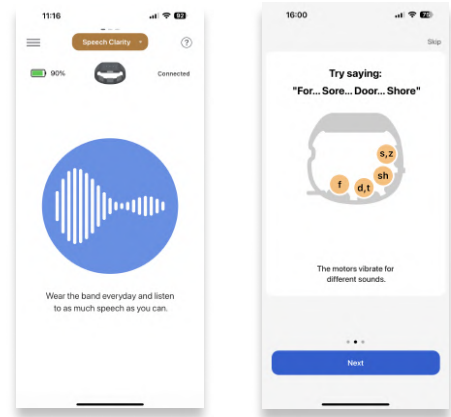 11:16
92
Speech Clarity
?
90%
Connected
Wear the band everyday and listen
to as much speech as you can.
16:00
Skip
Try saying:
"For... Sore... Door... Shore"
s,z
sh
f
d,t
The motors vibrate for
different sounds.
Next